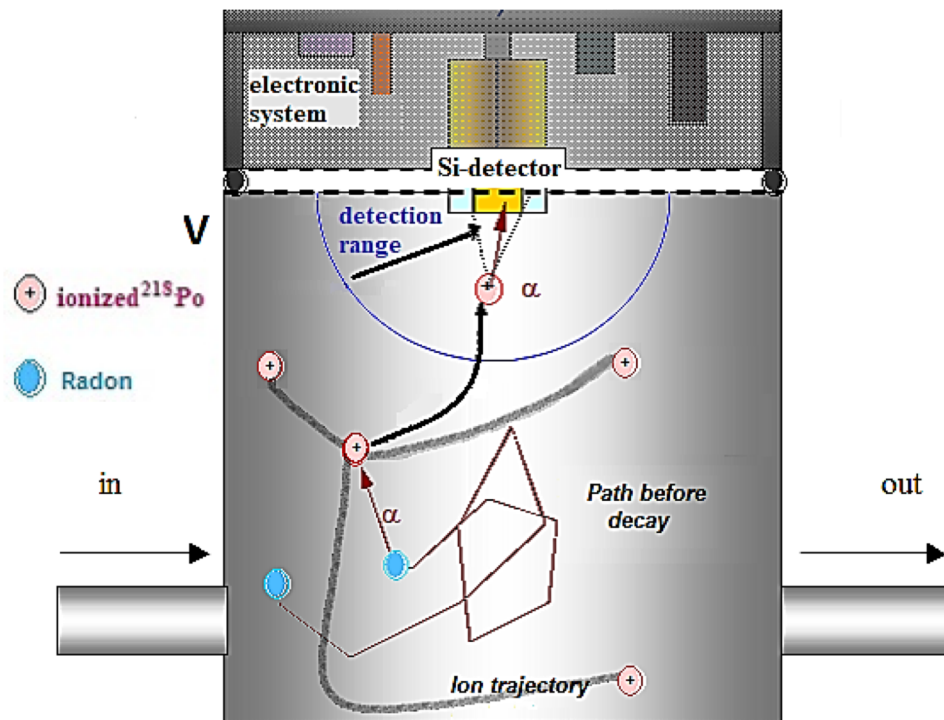 electronic
system
Si-detector
detection
range
V
+
α
+ ionized²¹⁸Po
Radon
+
+
+
in
α
Path before
decay
out
Ion trajectory
+